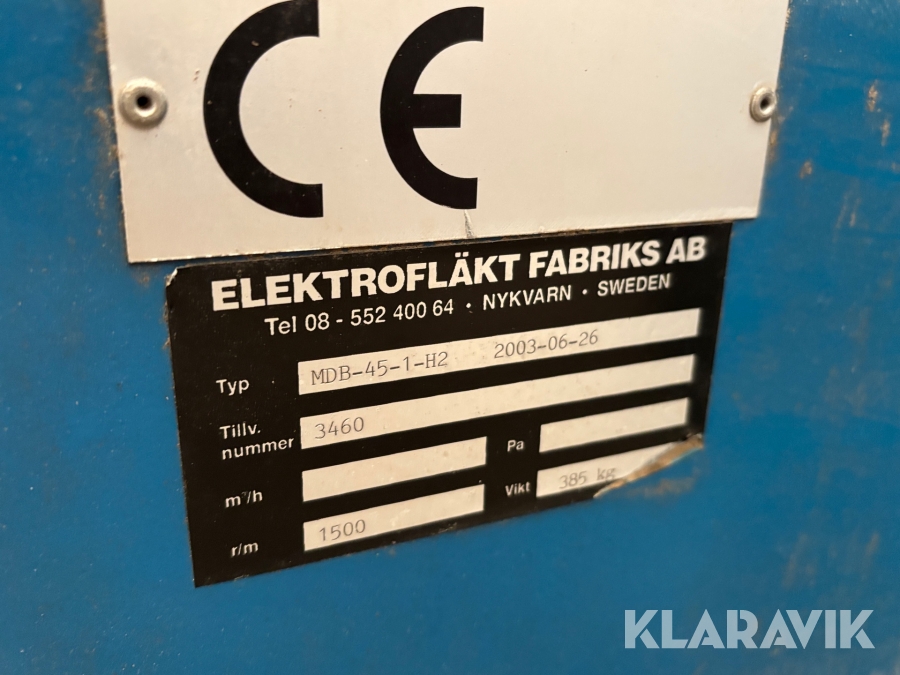 CE
ELEKTROFLÄKT FABRIKS AB
Tel 08 - 552 400 64 · NYKVARN · SWEDEN
Typ MDB-45-1-H2 2003-06-26
Tillv. nummer 3460
m³/h Pa
r/m 1500 Vikt 385 kg
KLARAVIK